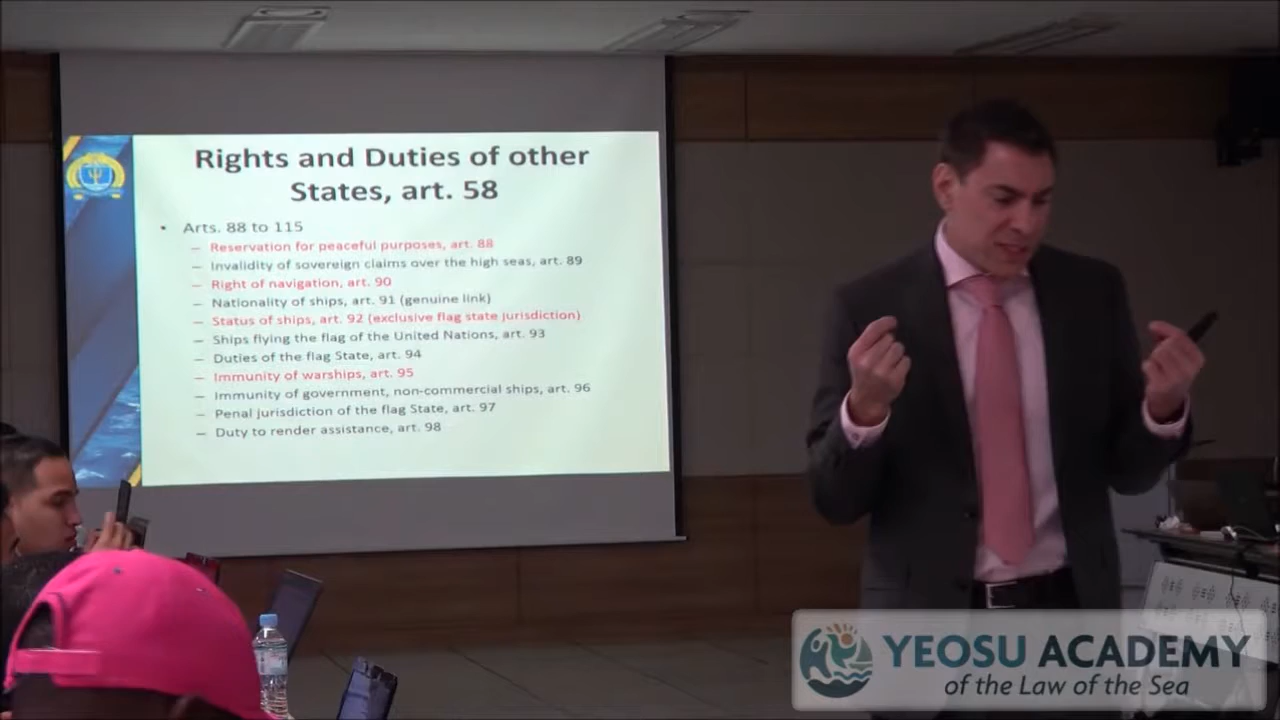 Rights and Duties of other
States, art. 58
• Arts. 88 to 115
– Reservation for peaceful purposes, art. 88
– Invalidity of sovereign claims over the high seas, art. 89
– Right of navigation, art. 90
– Nationality of ships, art. 91 (genuine link)
– Status of ships, art. 92 (exclusive flag state jurisdiction)
– Ships flying the flag of the United Nations, art. 93
– Duties of the flag State, art. 94
– Immunity of warships, art. 95
– Immunity of government, non-commercial ships, art. 96
– Penal jurisdiction of the flag State, art. 97
– Duty to render assistance, art. 98
YEOSU ACADEMY
of the Law of the Sea